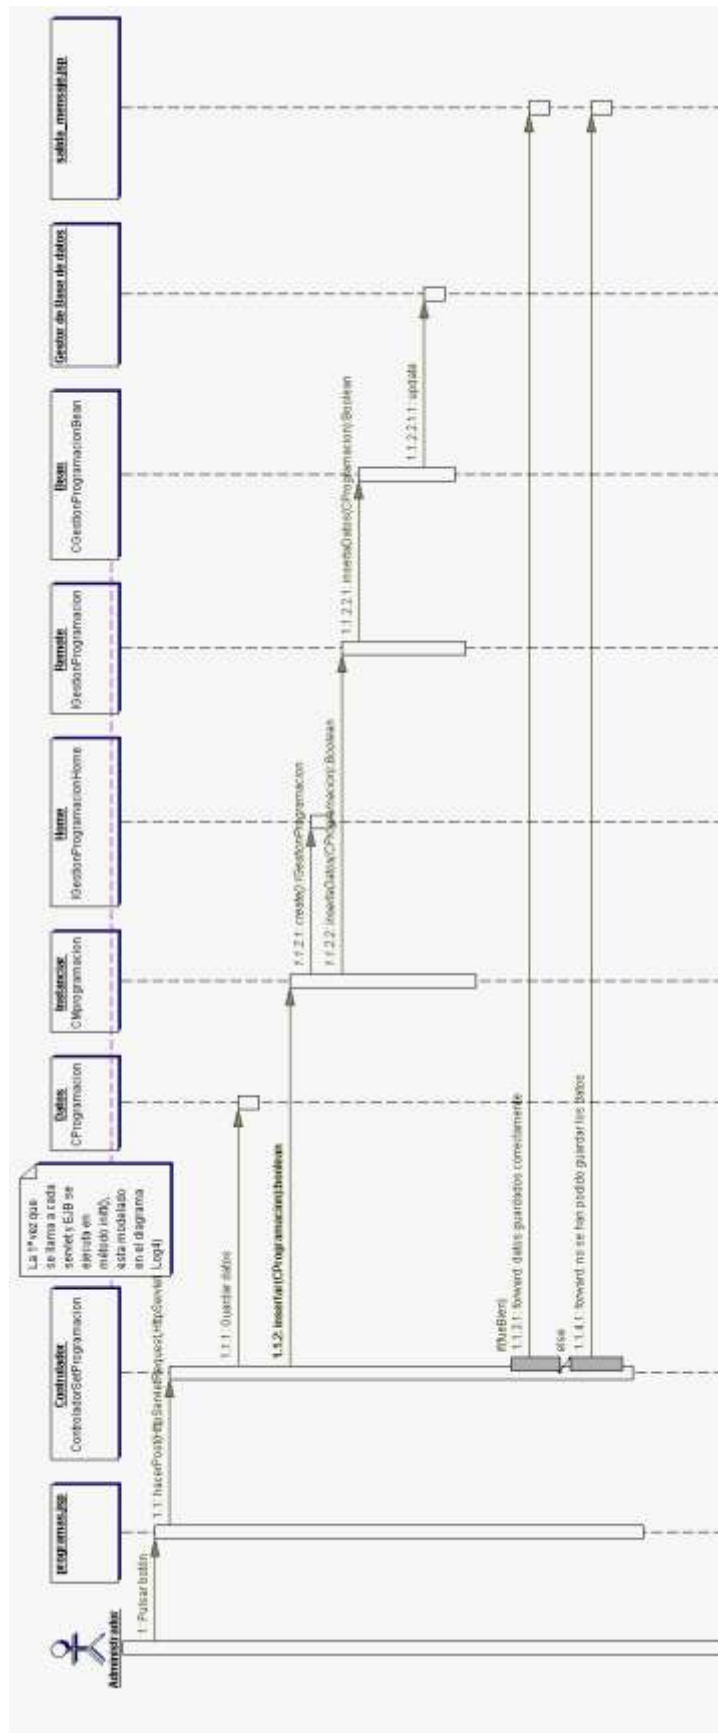 Administrador
programas.jsp
Controlador
ControladorSetProgramacion
La 1ª vez que
se llama a cada
servlet y EJB se
ejecuta en
método init(),
esta modelado
en el diagrama
Log4)
Datos
CProgramacion
Instanciar
CMprogramacion
Home
IGestionProgramacionHome
Remote
IGestionProgramacion
Bean
CGestionProgramacionBean
Gestor de Base de datos
salida_mensaje.jsp
1: Pulsar botón
1.1: hacerPost(HttpServletRequest,HttpServlet
1.1.1: Guardar datos
1.1.2: insertar(CProgramacion):boolean
1.1.2.1: create():IGestionProgramacion
1.1.2.2: insertaDatos(CProgramacion):Boolean
1.1.2.2.1: insertaDatos(CProgramacion):Boolean
1.1.2.2.1.1: update
if(fueBien)
1.1.3.1: forward: datos guardados correctamente
else
1.1.4.1: forward: no se han podido guardar los datos